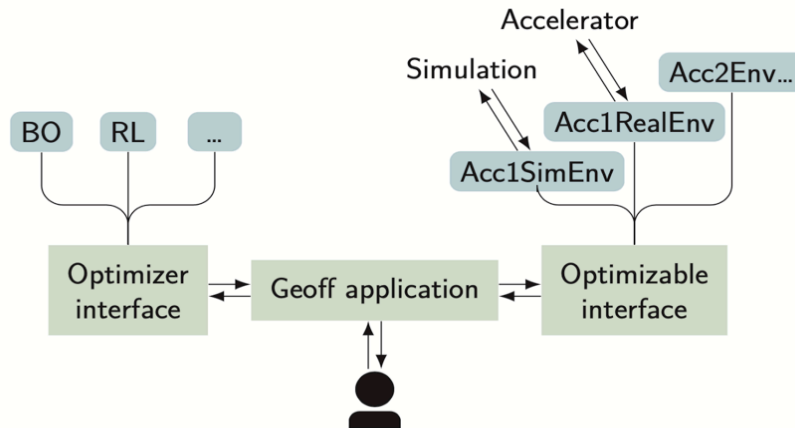 Accelerator
Simulation
Acc2Env...
BO
RL
...
Acc1RealEnv
Acc1SimEnv
Optimizer
interface
Geoff application
Optimizable
interface